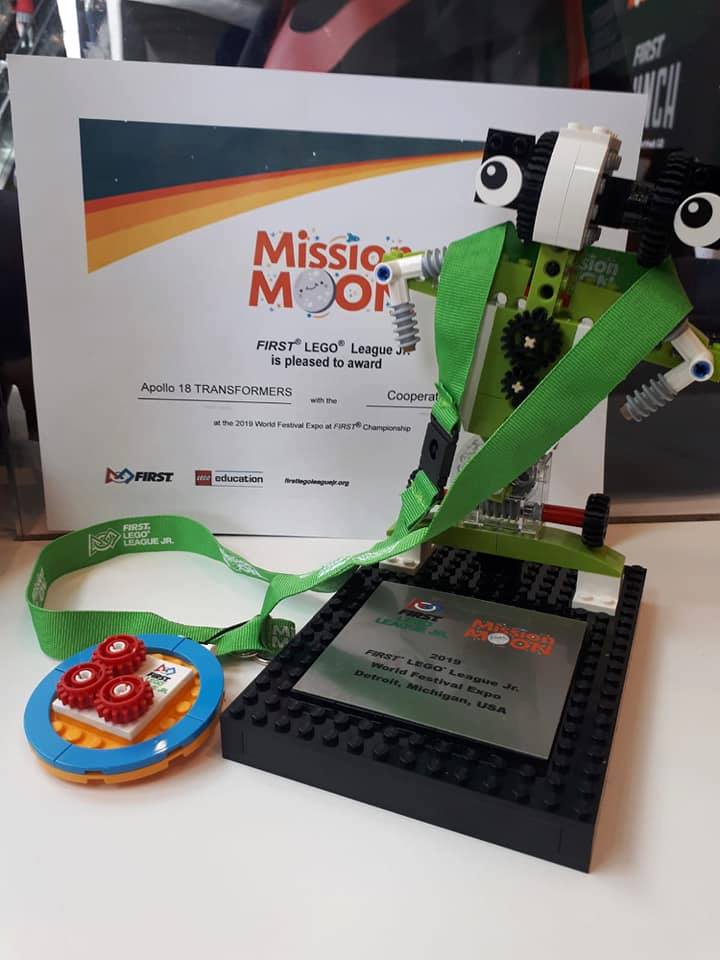 FIRST
Mission
MOON
FIRST® LEGO® League Jr.
is pleased to award
Apollo 18 TRANSFORMERS with the Cooperat
at the 2019 World Festival Expo at FIRST® Championship
FIRST LEGO education firstlegoleaguejr.org
FIRST
LEGO
LEAGUE JR.
FIRST
LEAGUE JR.
Mission
MOON
2019
FIRST® LEGO® League Jr.
World Festival Expo
Detroit, Michigan, USA